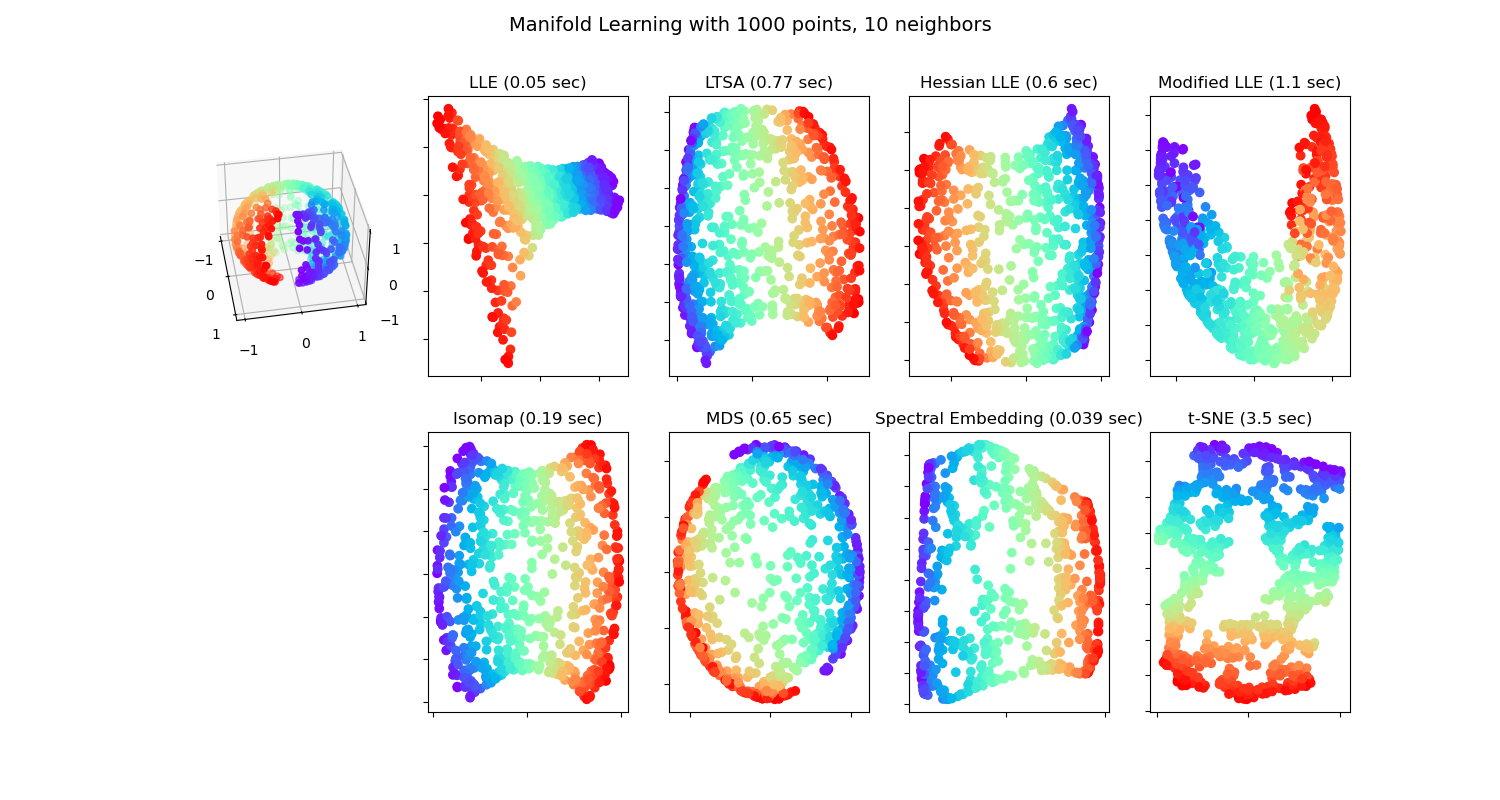 Manifold Learning with 1000 points, 10 neighbors
LLE (0.05 sec)
LTSA (0.77 sec)
Hessian LLE (0.6 sec)
Modified LLE (1.1 sec)
−1
0
1
−1
0
1
−1
0
1
Isomap (0.19 sec)
MDS (0.65 sec)
Spectral Embedding (0.039 sec)
t-SNE (3.5 sec)